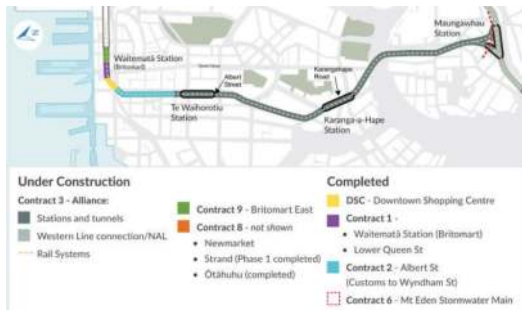 Maungawhau
Station
Waitematā Station
(Britomart)
Albert
Street
Karangahape
Road
Te Waihorotiu
Station
Karanga-a-Hape
Station
Under Construction
Contract 3 - Alliance:
Stations and tunnels
Western Line connection/NAL
Rail Systems
Contract 9 - Britomart East
Contract 8 - not shown
• Newmarket
• Strand (Phase 1 completed)
• Ōtāhuhu (completed)
Completed
DSC - Downtown Shopping Centre
Contract 1 -
• Waitematā Station (Britomart)
• Lower Queen St
Contract 2 - Albert St
(Customs to Wyndham St)
Contract 6 - Mt Eden Stormwater Main